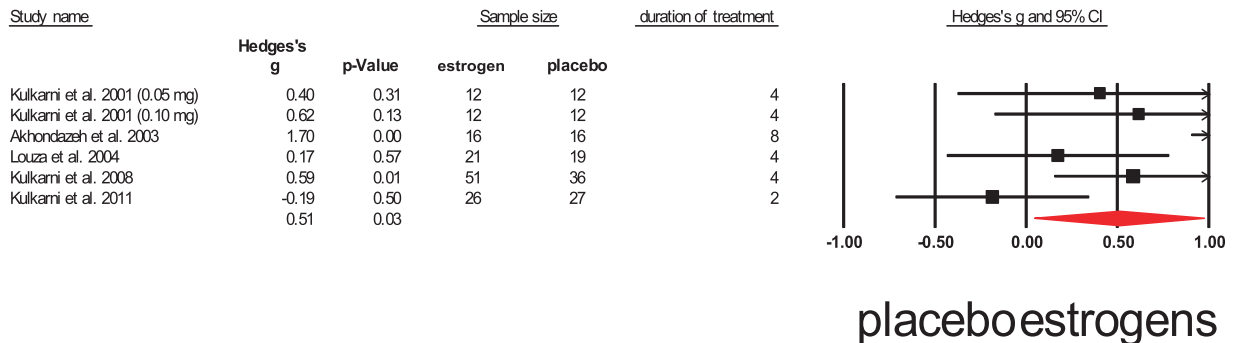 Study name Sample size duration of treatment Hedges's g and 95% CI
Hedges's
g p-Value estrogen placebo
Kulkarni et al. 2001 (0.05 mg) 0.40 0.31 12 12 4
Kulkarni et al. 2001 (0.10 mg) 0.62 0.13 12 12 4
Akhondazeh et al. 2003 1.70 0.00 16 16 8
Louza et al. 2004 0.17 0.57 21 19 4
Kulkarni et al. 2008 0.59 0.01 51 36 4
Kulkarni et al. 2011 -0.19 0.50 26 27 2
0.51 0.03
-1.00 -0.50 0.00 0.50 1.00
placebo estrogens